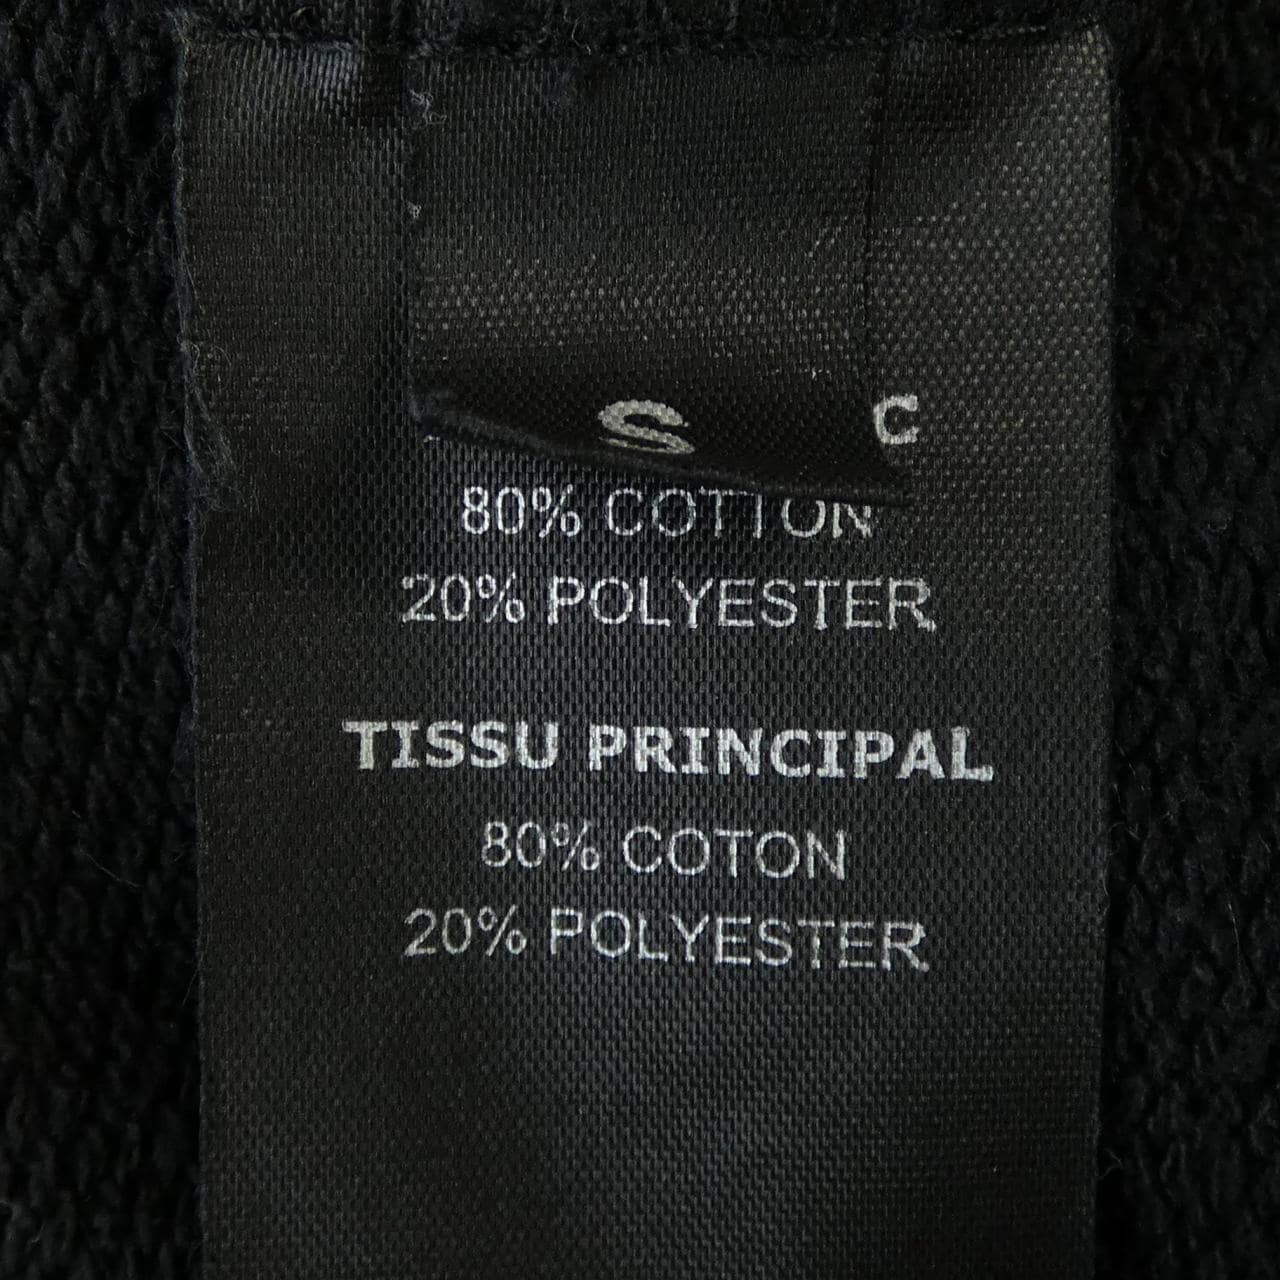 S
C
80% COTTON
20% POLYESTER
TISSU PRINCIPAL
80% COTON
20% POLYESTER